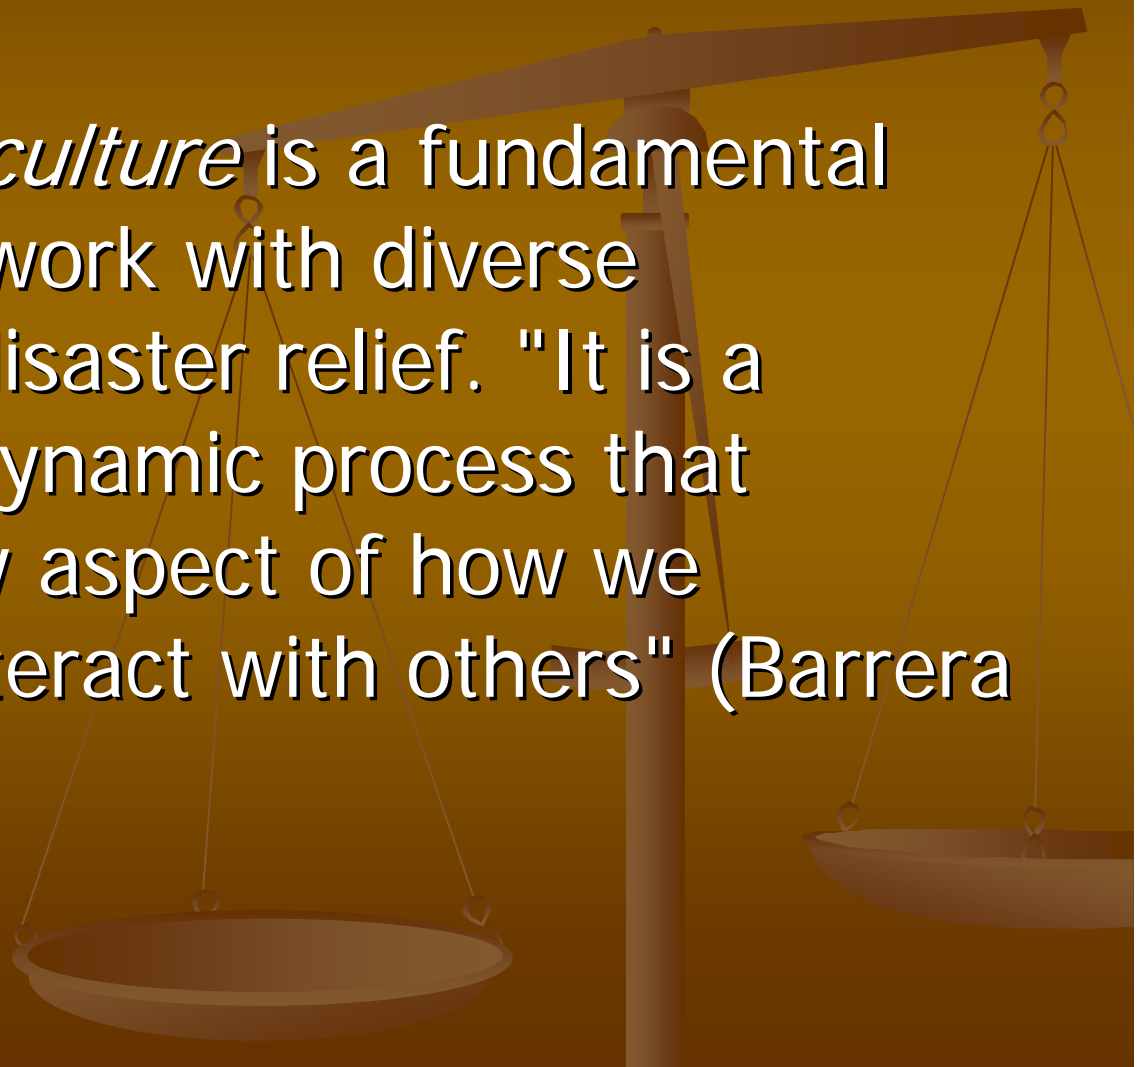 culture is a fundamental
work with diverse
isaster relief. "It is a
ynamic process that
aspect of how we
teract with others" (Barrera